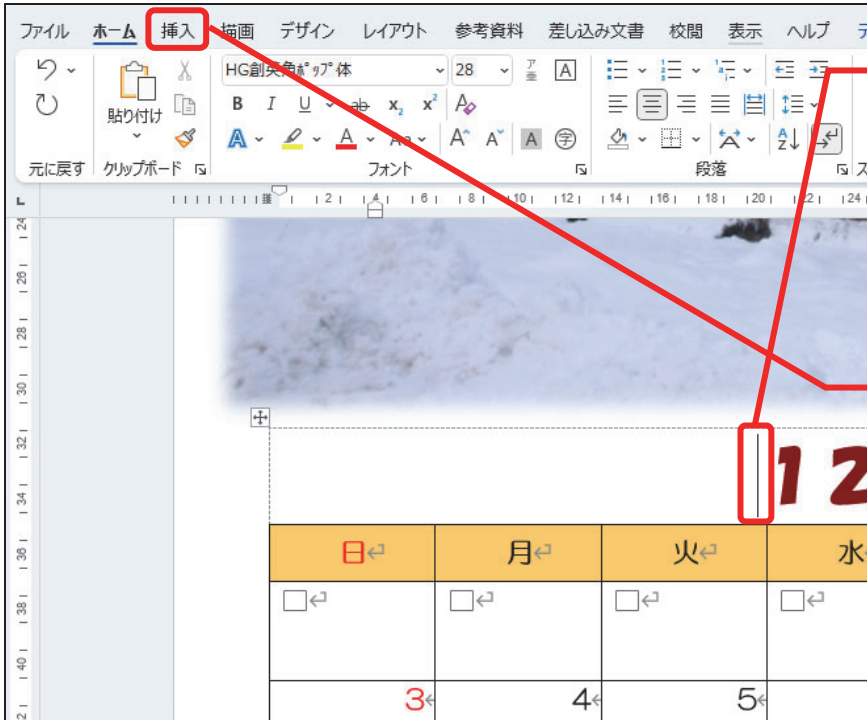 ファイル ホーム 挿入 描画 デザイン レイアウト 参考資料 差し込み文書 校閲 表示 ヘルプ
貼り付け
HG創英角ポップ体 28
B I U ab x₂ x² A
A A Aa A A A 字
元に戻す クリップボード フォント 段落
2 4 6 8 10 12 14 16 18 20 22 24
24
26
28
30
32
34
36
38
40
12
日 月 火 水
3 4 5